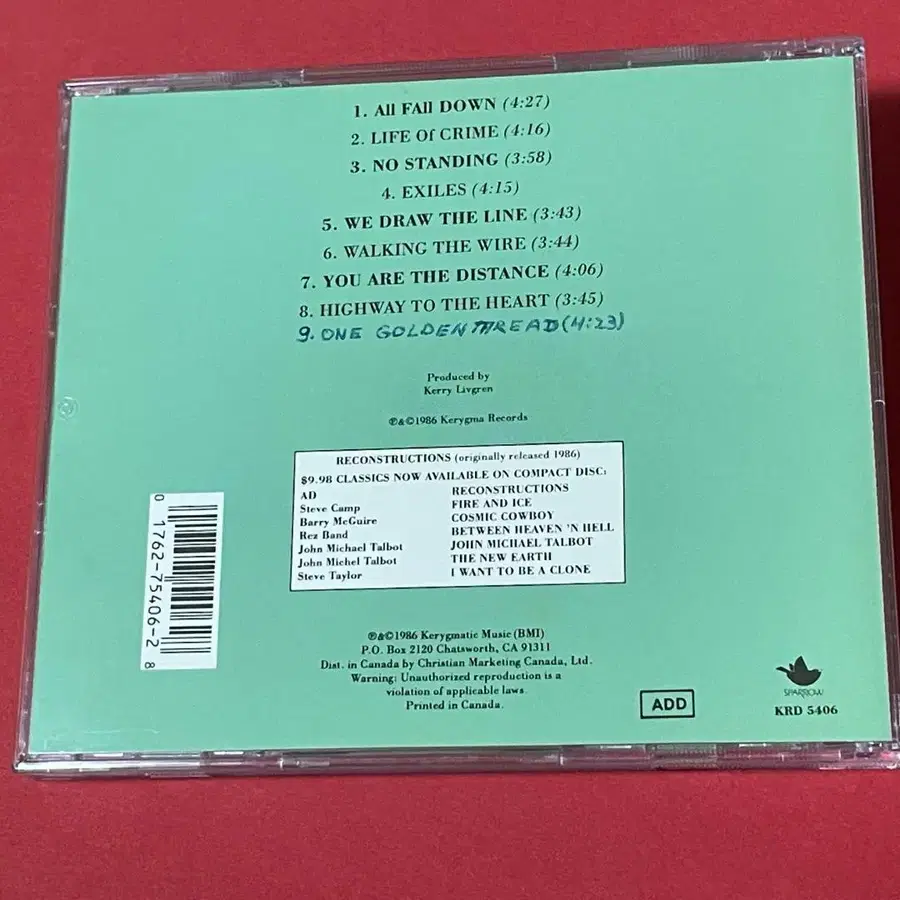 1. All FAll DOWN (4:27)
2. LIFE Of CRIME (4:16)
3. NO STANDING (3:58)
4. EXILES (4:15)
5. WE DRAW THE LINE (3:43)
6. WALKING THE WIRE (3:44)
7. YOU ARE THE DISTANCE (4:06)
8. HIGHWAY TO THE HEART (3:45)
9. ONE GOLDEN THREAD (4:23)
Produced by
Kerry Livgren
℗&©1986 Kerygma Records
RECONSTRUCTIONS (originally released 1986)
$9.98 CLASSICS NOW AVAILABLE ON COMPACT DISC:
AD RECONSTRUCTIONS
Steve Camp FIRE AND ICE
Barry McGuire COSMIC COWBOY
Rez Band BETWEEN HEAVEN 'N HELL
John Michael Talbot JOHN MICHAEL TALBOT
John Michel Talbot THE NEW EARTH
Steve Taylor I WANT TO BE A CLONE
0 1762-75406-2 8
℗&©1986 Kerygmatic Music (BMI)
P.O. Box 2120 Chatsworth, CA 91311
Dist. in Canada by Christian Marketing Canada, Ltd.
Warning: Unauthorized reproduction is a
violation of applicable laws.
Printed in Canada.
ADD
SPARROW
KRD 5406